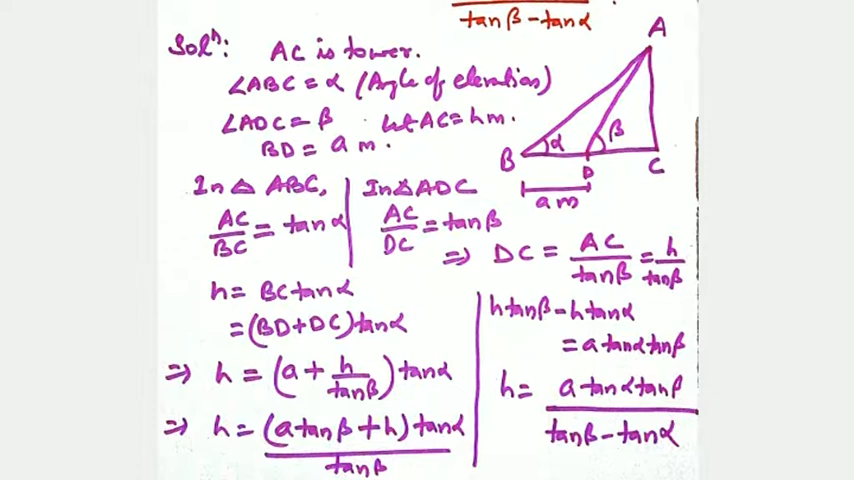 tanβ - tanα
Solⁿ: AC is tower.
∠ABC = α (Angle of elevation)
∠ADC = β Let AC = h m.
BD = a m.
A
α
β
B
D
C
a m
In △ ABC,
AC/BC = tanα
h = BC tanα
= (BD + DC) tanα
⇒ h = (a + h/tanβ) tanα
⇒ h = (a tanβ + h) tanα / tanβ
In △ ADC
AC/DC = tanβ
⇒ DC = AC/tanβ = h/tanβ
h tanβ - h tanα
= a tanα tanβ
h = a tanα tanβ / tanβ - tanα